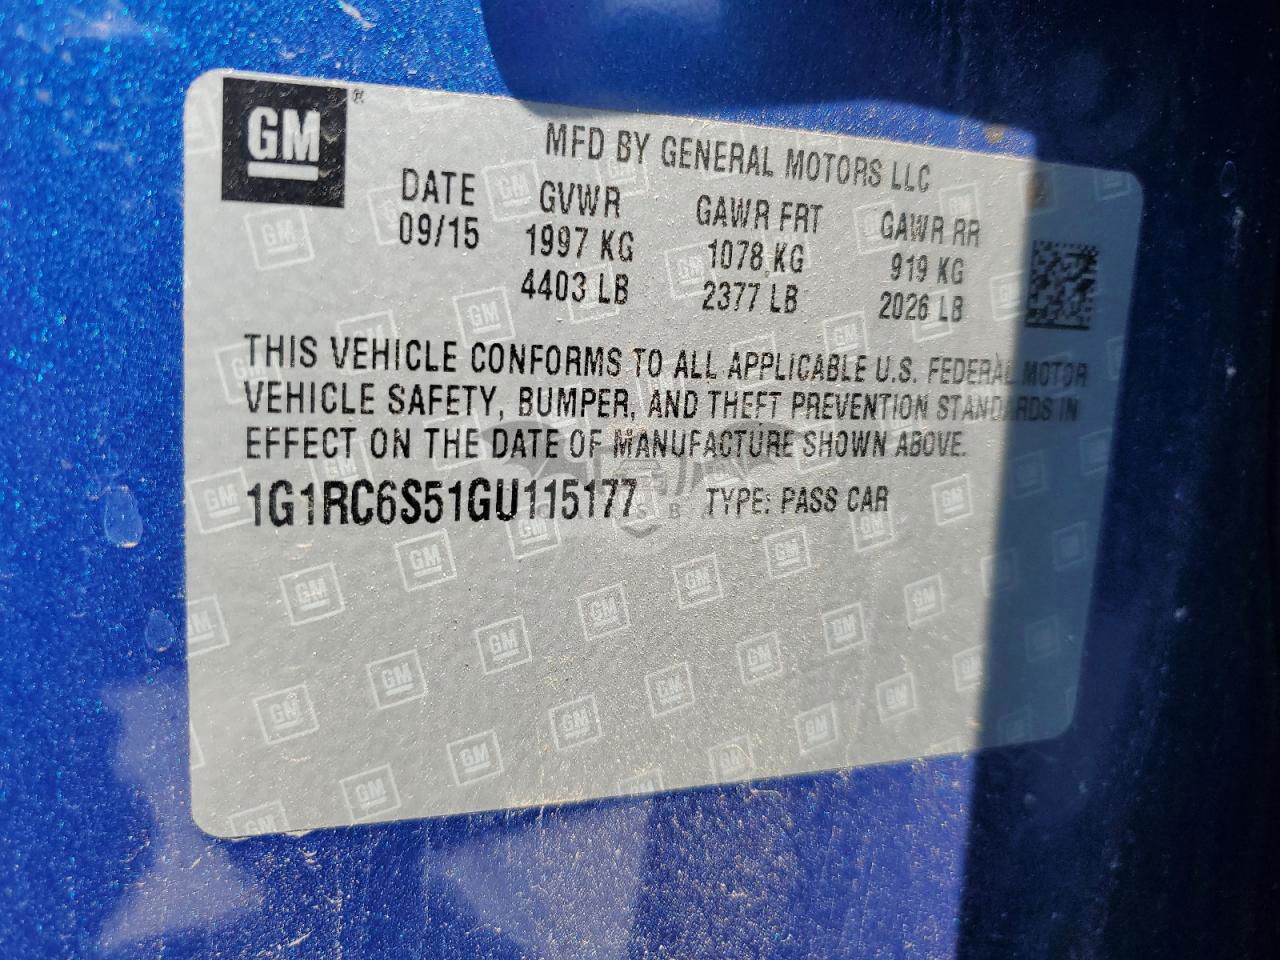 GM
MFD BY GENERAL MOTORS LLC
DATE GVWR GAWR FRT GAWR RR
09/15 1997 KG 1078 KG 919 KG
4403 LB 2377 LB 2026 LB
THIS VEHICLE CONFORMS TO ALL APPLICABLE U.S. FEDERAL MOTOR
VEHICLE SAFETY, BUMPER, AND THEFT PREVENTION STANDARDS IN
EFFECT ON THE DATE OF MANUFACTURE SHOWN ABOVE.
1G1RC6S51GU115177 TYPE: PASS CAR